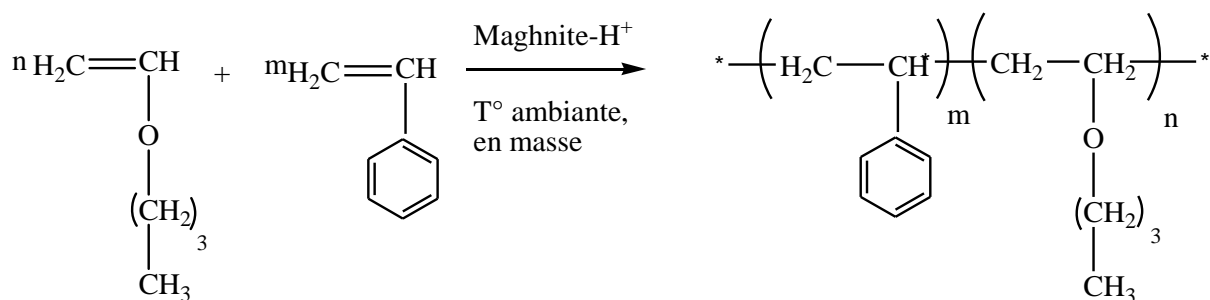 n H₂C CH + mH₂C CH Maghnite-H⁺ * H₂C CH* CH₂ CH₂ *
m n
T° ambiante,
en masse
O O
(CH₂)₃ (CH₂)₃
CH₃ CH₃